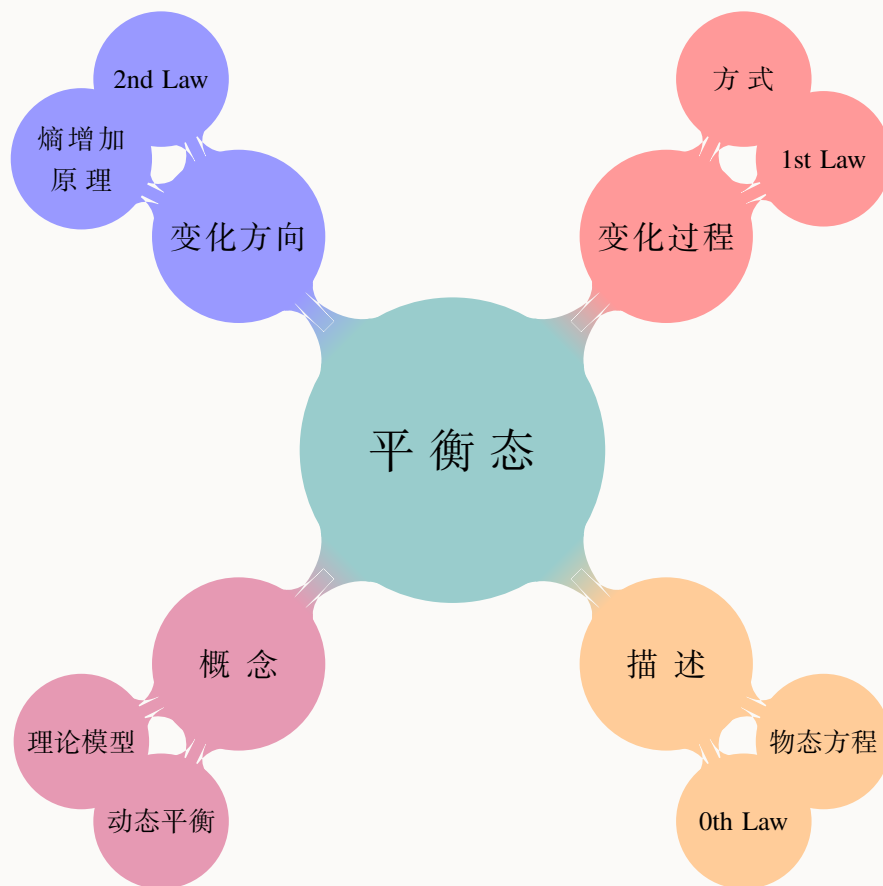 2nd Law
方式
熵增加
原理
1st Law
变化方向
变化过程
平衡态
概念
描述
理论模型
物态方程
动态平衡
0th Law